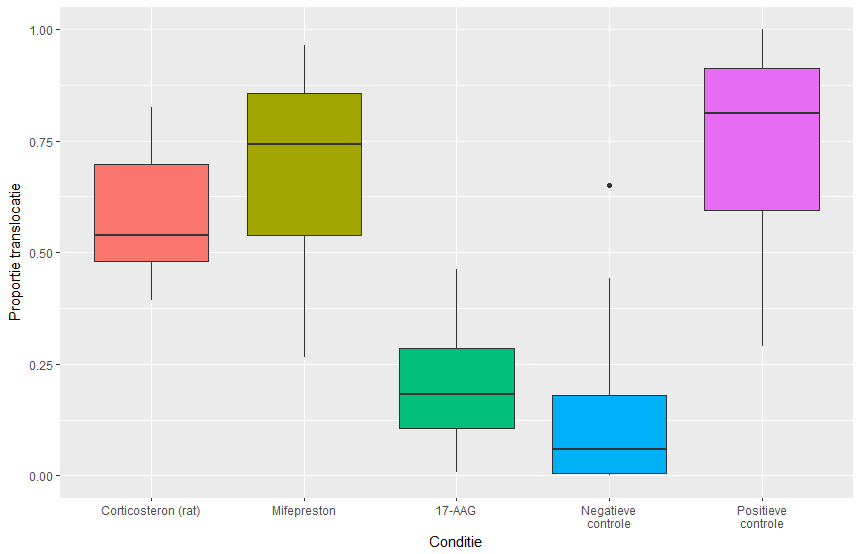 Proportie translocatie
1.00
0.75
0.50
0.25
0.00
Corticosteron (rat)
Mifepreston
17-AAG
Negatieve
controle
Positieve
controle
Conditie